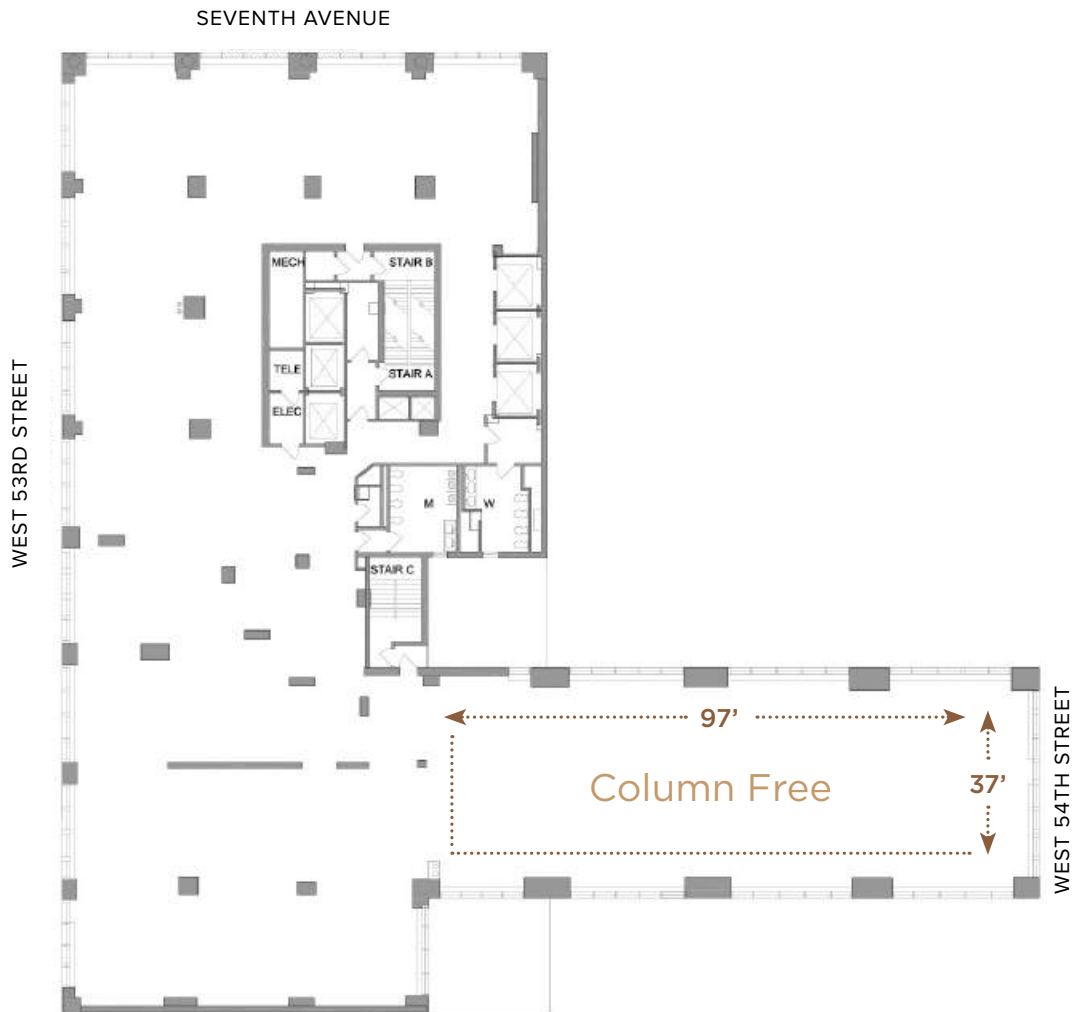 SEVENTH AVENUE
MECH
STAIR B
WEST 53RD STREET
TELE
STAIR A
ELEC
M
W
STAIR C
97’
Column Free
37’
WEST 54TH STREET